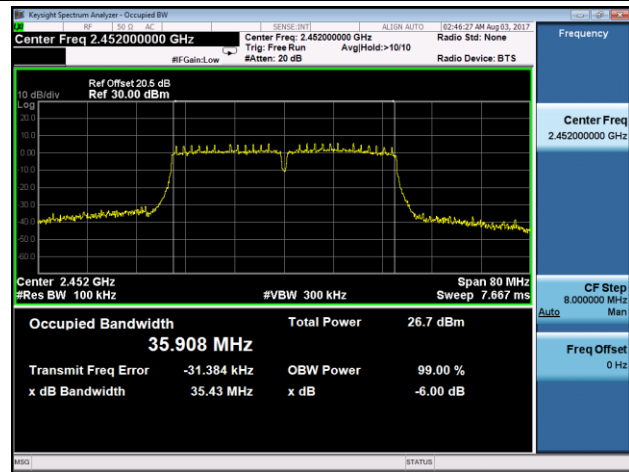 Keysight Spectrum Analyzer - Occupied BW
RF 50 Ω AC SENSE:INT ALIGN AUTO 02:46:27 AM Aug 03, 2017
Center Freq 2.452000000 GHz
Center Freq: 2.452000000 GHz
Radio Std: None
Trig: Free Run Avg|Hold:>10/10
#IFGain:Low
#Atten: 20 dB
Radio Device: BTS
Frequency
Ref Offset 20.5 dB
10 dB/div Ref 30.00 dBm
Log
20.0
10.0
0.00
-10.0
-20.0
-30.0
-40.0
-50.0
-60.0
Center 2.452 GHz Span 80 MHz
#Res BW 100 kHz #VBW 300 kHz Sweep 7.667 ms
Center Freq
2.452000000 GHz
CF Step
8.000000 MHz
Auto Man
Freq Offset
0 Hz
Occupied Bandwidth Total Power 26.7 dBm
35.908 MHz
Transmit Freq Error -31.384 kHz OBW Power 99.00 %
x dB Bandwidth 35.43 MHz x dB -6.00 dB
MSG STATUS